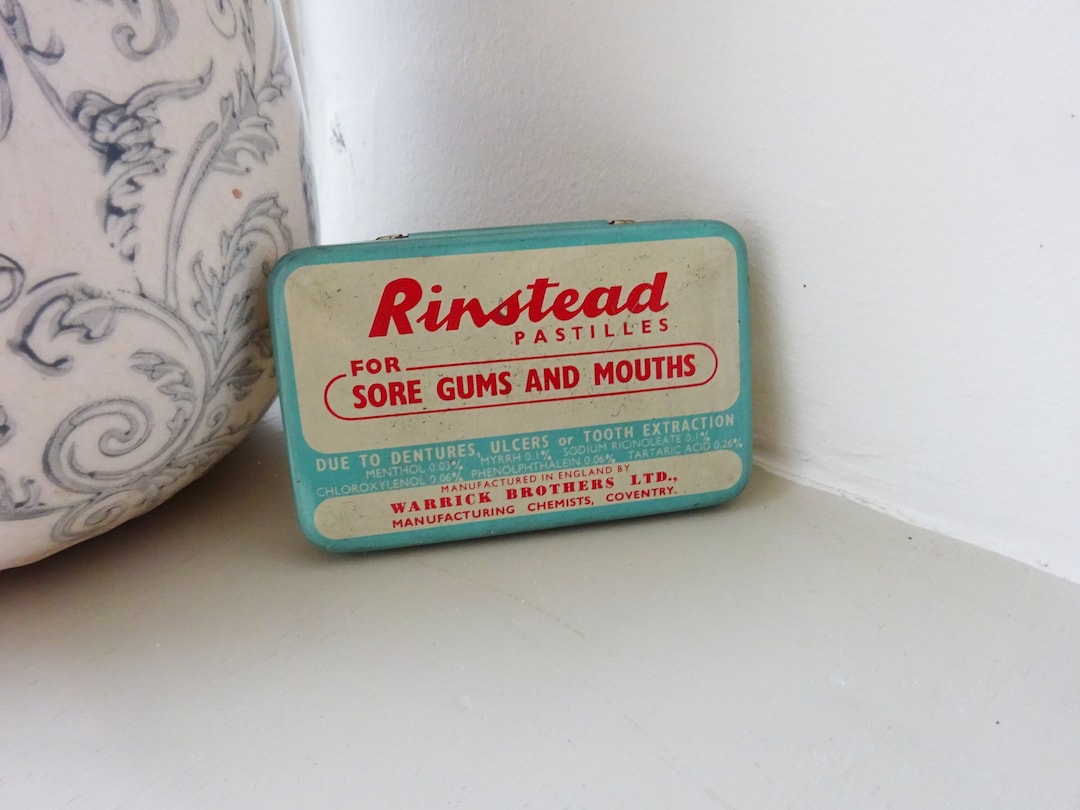 Rinstead
PASTILLES
FOR
SORE GUMS AND MOUTHS
DUE TO DENTURES, ULCERS or TOOTH EXTRACTION
MENTHOL 0.03% MYRRH 0.1% SODIUM RICINOLEATE 0.1%
CHLOROXYLENOL 0.06% PHENOLPHTHALEIN 0.06% TARTARIC ACID 0.26%
MANUFACTURED IN ENGLAND BY
WARRICK BROTHERS LTD.,
MANUFACTURING CHEMISTS, COVENTRY.